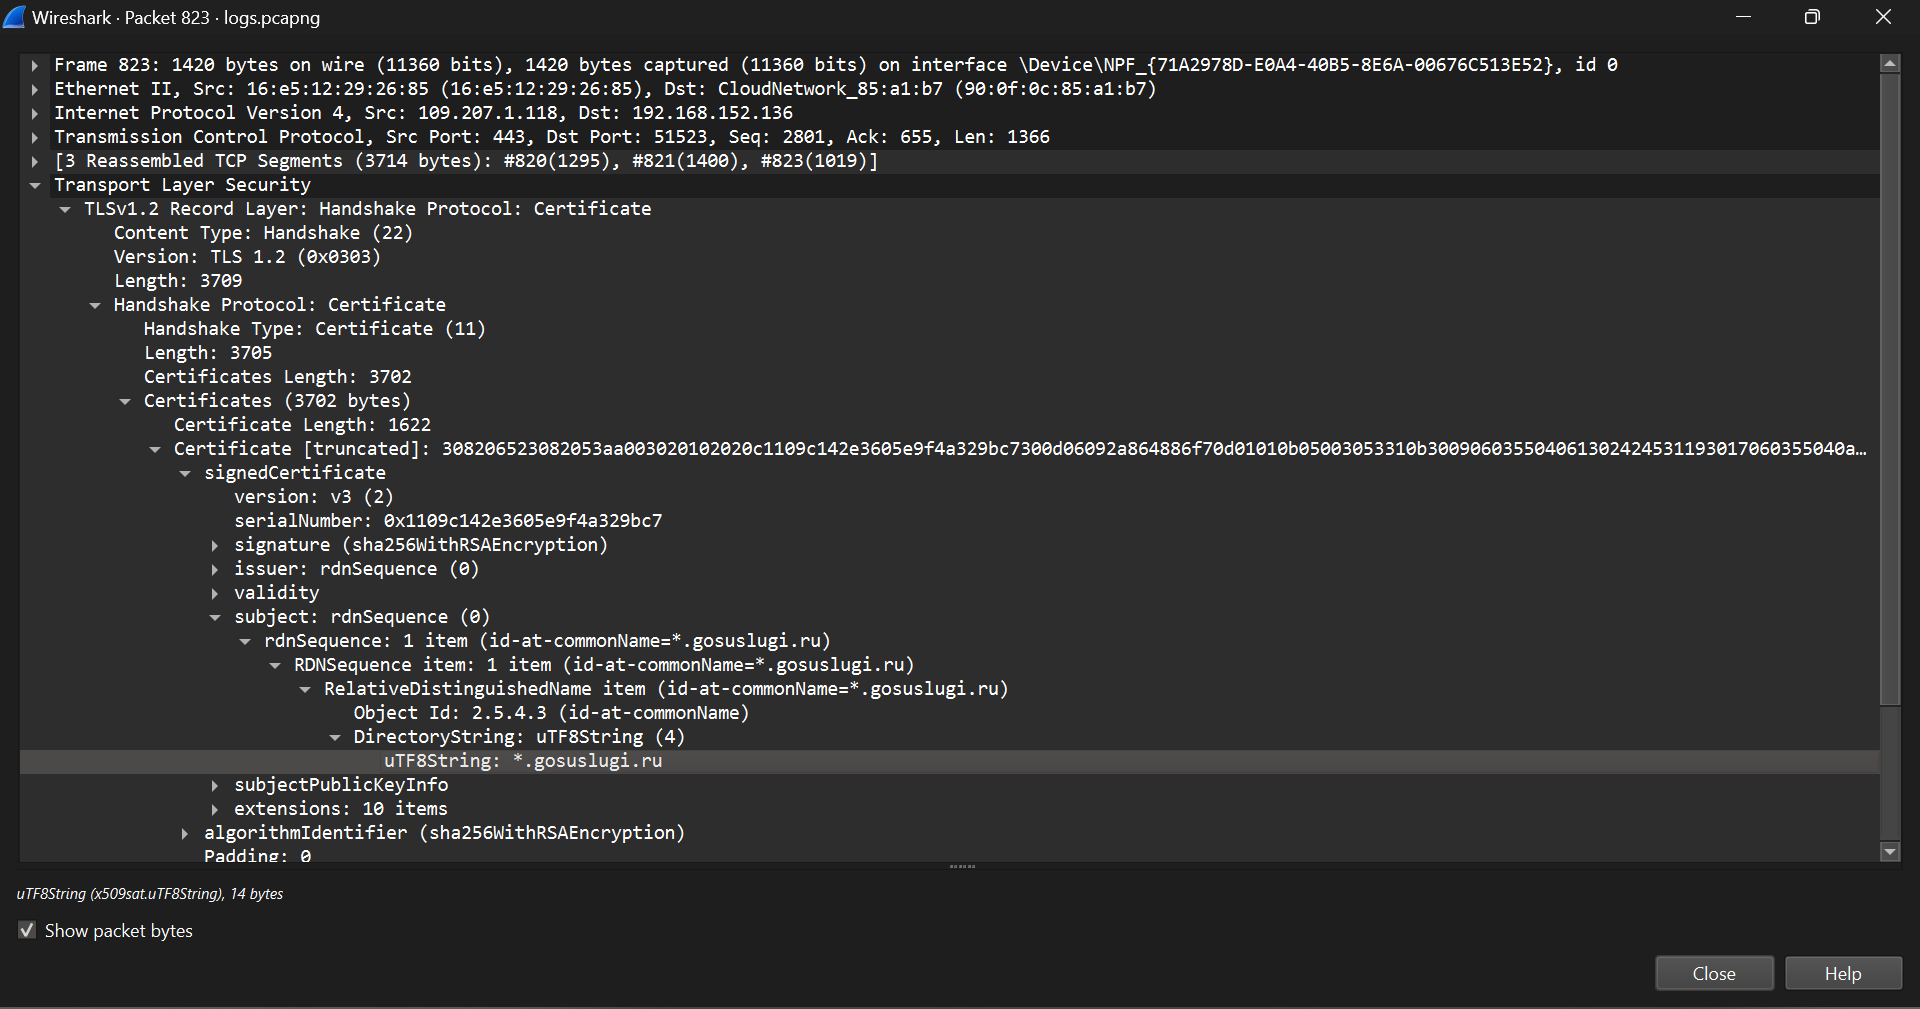 Wireshark · Packet 823 · logs.pcapng
Frame 823: 1420 bytes on wire (11360 bits), 1420 bytes captured (11360 bits) on interface \Device\NPF_{71A2978D-E0A4-40B5-8E6A-00676C513E52}, id 0
Ethernet II, Src: 16:e5:12:29:26:85 (16:e5:12:29:26:85), Dst: CloudNetwork_85:a1:b7 (90:0f:0c:85:a1:b7)
Internet Protocol Version 4, Src: 109.207.1.118, Dst: 192.168.152.136
Transmission Control Protocol, Src Port: 443, Dst Port: 51523, Seq: 2801, Ack: 655, Len: 1366
[3 Reassembled TCP Segments (3714 bytes): #820(1295), #821(1400), #823(1019)]
Transport Layer Security
TLSv1.2 Record Layer: Handshake Protocol: Certificate
Content Type: Handshake (22)
Version: TLS 1.2 (0x0303)
Length: 3709
Handshake Protocol: Certificate
Handshake Type: Certificate (11)
Length: 3705
Certificates Length: 3702
Certificates (3702 bytes)
Certificate Length: 1622
Certificate [truncated]: 308206523082053aa003020102020c1109c142e3605e9f4a329bc7300d06092a864886f70d01010b05003053310b300906035504061302424531193017060355040a…
signedCertificate
version: v3 (2)
serialNumber: 0x1109c142e3605e9f4a329bc7
signature (sha256WithRSAEncryption)
issuer: rdnSequence (0)
validity
subject: rdnSequence (0)
rdnSequence: 1 item (id-at-commonName=*.gosuslugi.ru)
RDNSequence item: 1 item (id-at-commonName=*.gosuslugi.ru)
RelativeDistinguishedName item (id-at-commonName=*.gosuslugi.ru)
Object Id: 2.5.4.3 (id-at-commonName)
DirectoryString: uTF8String (4)
uTF8String: *.gosuslugi.ru
subjectPublicKeyInfo
extensions: 10 items
algorithmIdentifier (sha256WithRSAEncryption)
Padding: 0
uTF8String (x509sat.uTF8String), 14 bytes
Show packet bytes
Close
Help